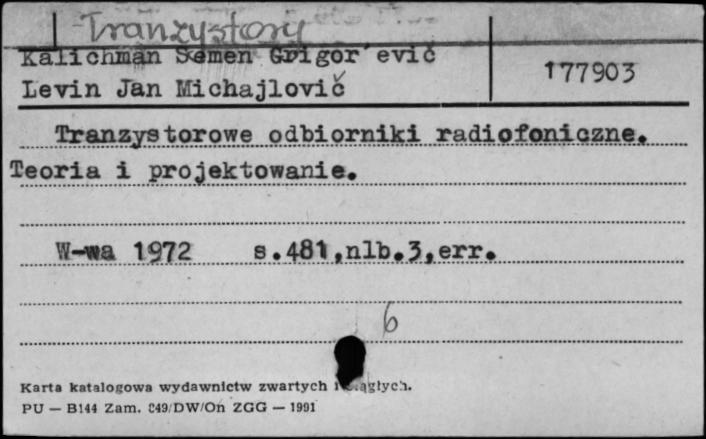 Tranzystory
Kalichman Semen Grigor'evič
177903
Levin Jan Michajlovič
Tranzystorowe odbiorniki radiofoniczne.
Teoria i projektowanie.
W-wa 1972 s.481,nlb.3,err.
6
Karta katalogowa wydawnictw zwartych i ciągłych.
PU — B144 Zam. 849/DW/On ZGG — 1991